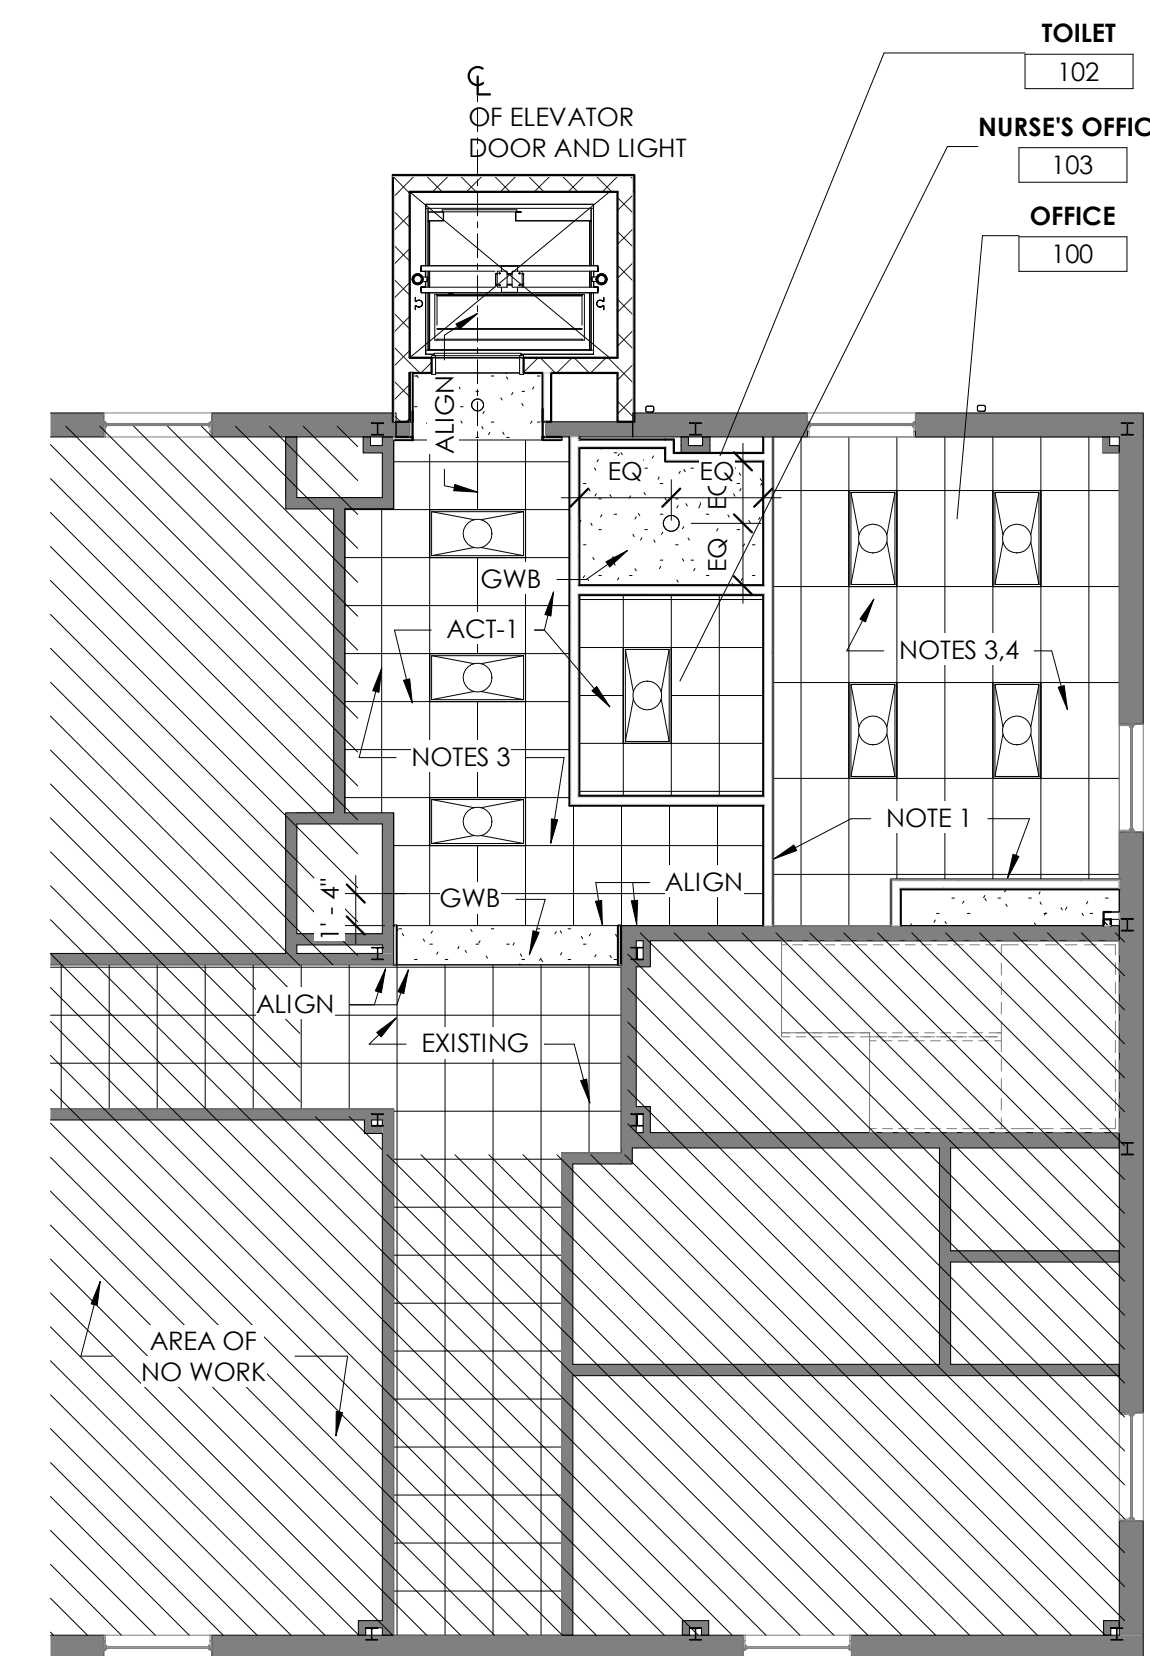 TOILET
102
NURSE'S OFFIC
103
OFFICE
100
℄
OF ELEVATOR
DOOR AND LIGHT
ALIGN
EQ
EQ
EQ
EQ
GWB
ACT-1
NOTES 3,4
NOTES 3
NOTE 1
ALIGN
1' - 4"
GWB
ALIGN
EXISTING
AREA OF
NO WORK